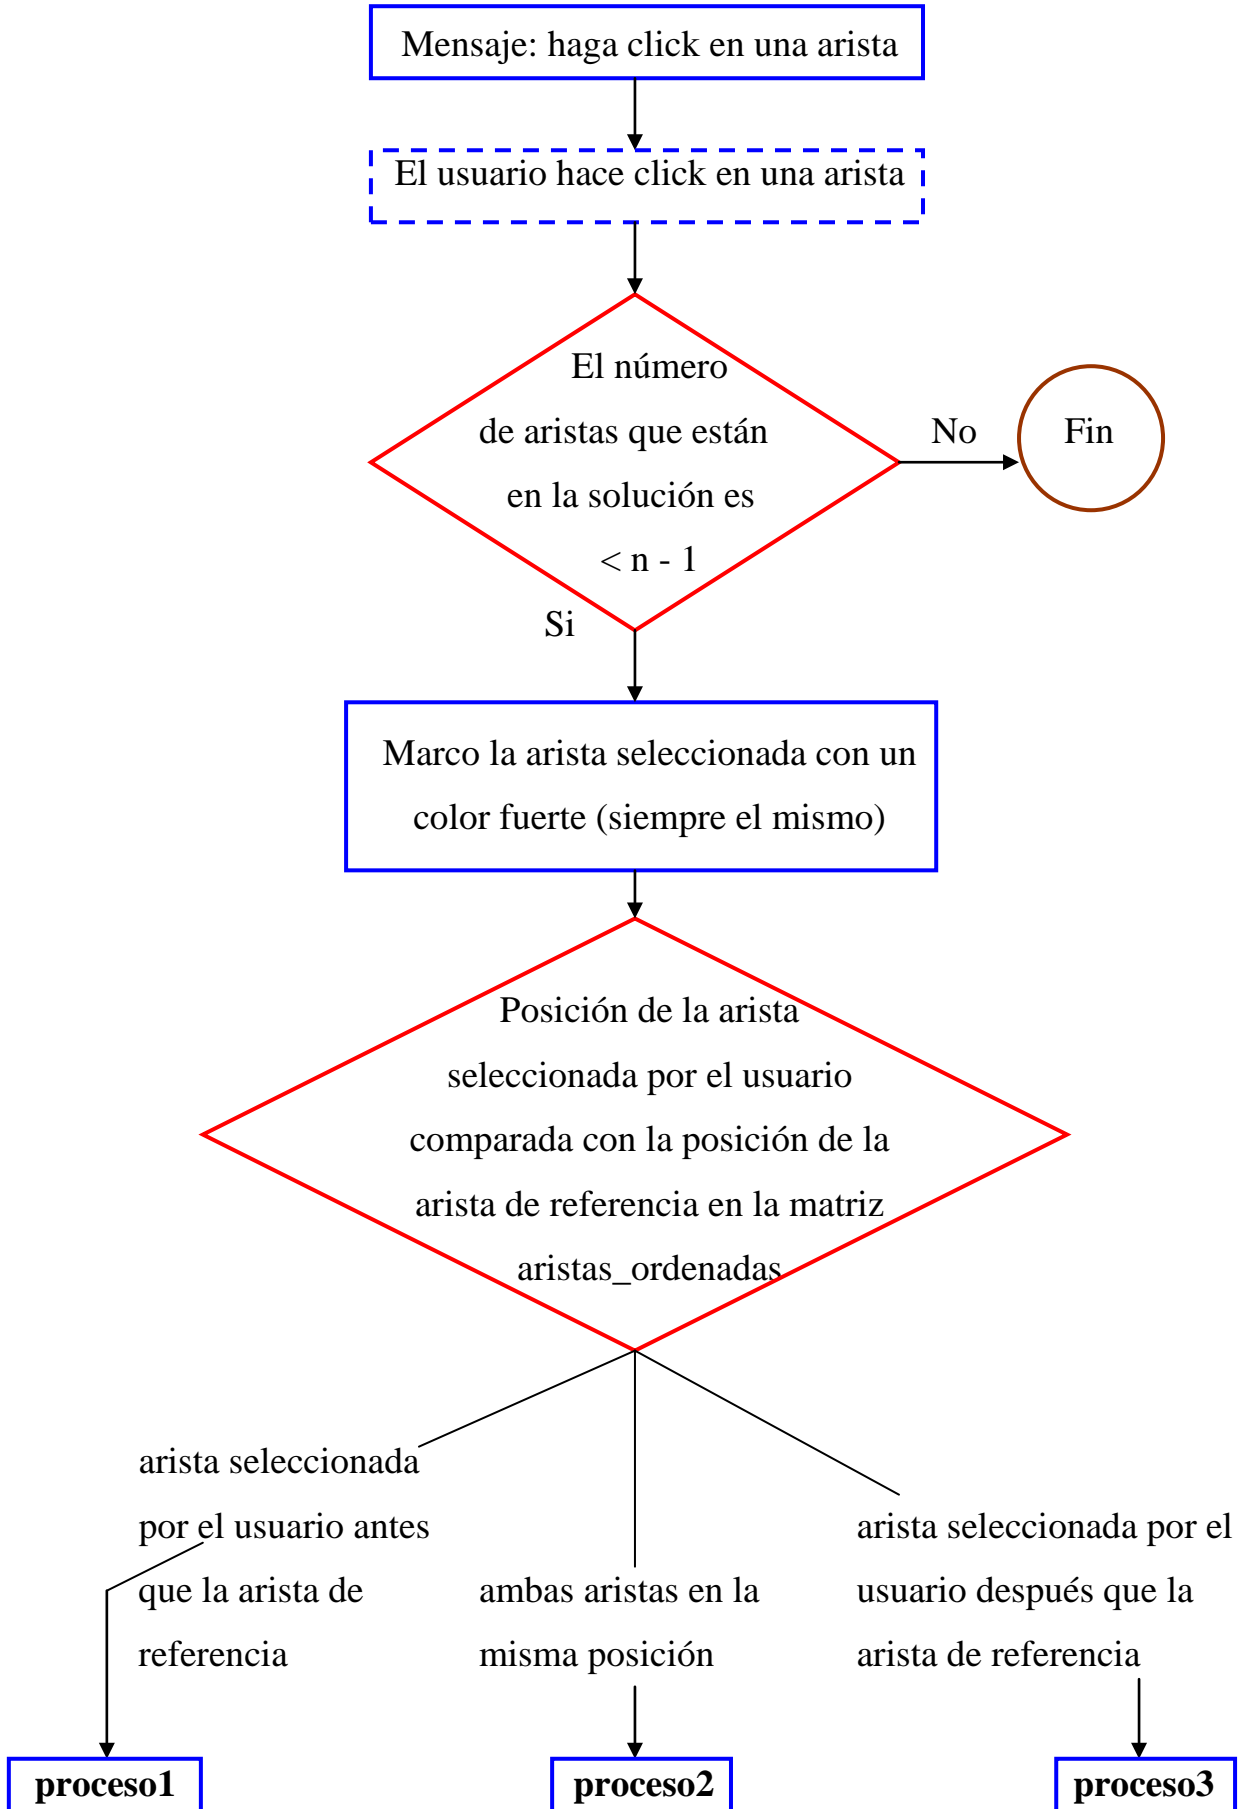 Mensaje: haga click en una arista
El usuario hace click en una arista
El número
de aristas que están
en la solución es
< n - 1
No
Fin
Si
Marco la arista seleccionada con un
color fuerte (siempre el mismo)
Posición de la arista
seleccionada por el usuario
comparada con la posición de la
arista de referencia en la matriz
aristas_ordenadas
arista seleccionada
por el usuario antes
que la arista de
referencia
ambas aristas en la
misma posición
arista seleccionada por el
usuario después que la
arista de referencia
proceso1
proceso2
proceso3